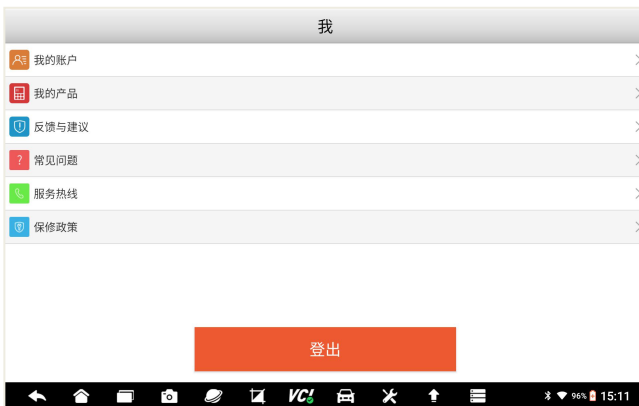 我
我的账户
我的产品
反馈与建议
常见问题
服务热线
保修政策
登出
VCI 96% 15:11